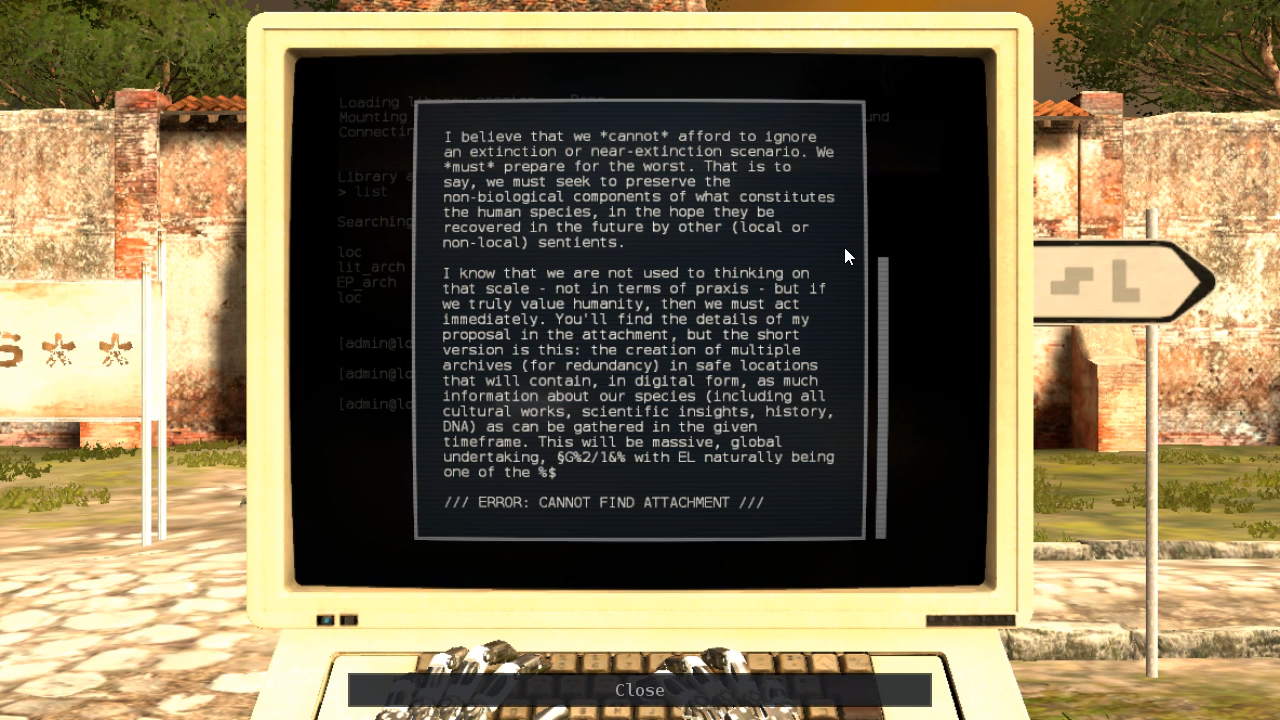 Loading
Mounting
und
Connectin
Library
> list
Searching
loc
lit_arch
EP_arch
loc
[admin@lo
[admin@lo
[admin@lo
I believe that we *cannot* afford to ignore
an extinction or near-extinction scenario. We
*must* prepare for the worst. That is to
say, we must seek to preserve the
non-biological components of what constitutes
the human species, in the hope they be
recovered in the future by other (local or
non-local) sentients.
I know that we are not used to thinking on
that scale - not in terms of praxis - but if
we truly value humanity, then we must act
immediately. You'll find the details of my
proposal in the attachment, but the short
version is this: the creation of multiple
archives (for redundancy) in safe locations
that will contain, in digital form, as much
information about our species (including all
cultural works, scientific insights, history,
DNA) as can be gathered in the given
timeframe. This will be massive, global
undertaking, §G%2/1&% with EL naturally being
one of the %$
/// ERROR: CANNOT FIND ATTACHMENT ///
S**
Close